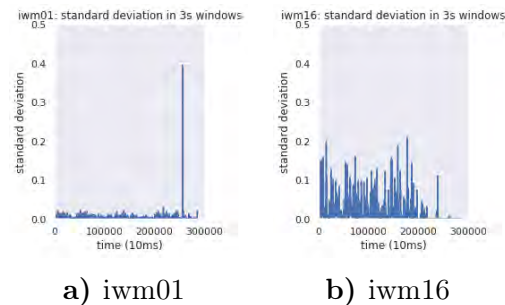 iwm01: standard deviation in 3s windows
0.5
0.4
0.3
0.2
0.1
0.0
standard deviation
0 100000 200000 300000
time (10ms)
a) iwm01
iwm16: standard deviation in 3s windows
0.5
0.4
0.3
0.2
0.1
0.0
standard deviation
0 100000 200000 300000
time (10ms)
b) iwm16